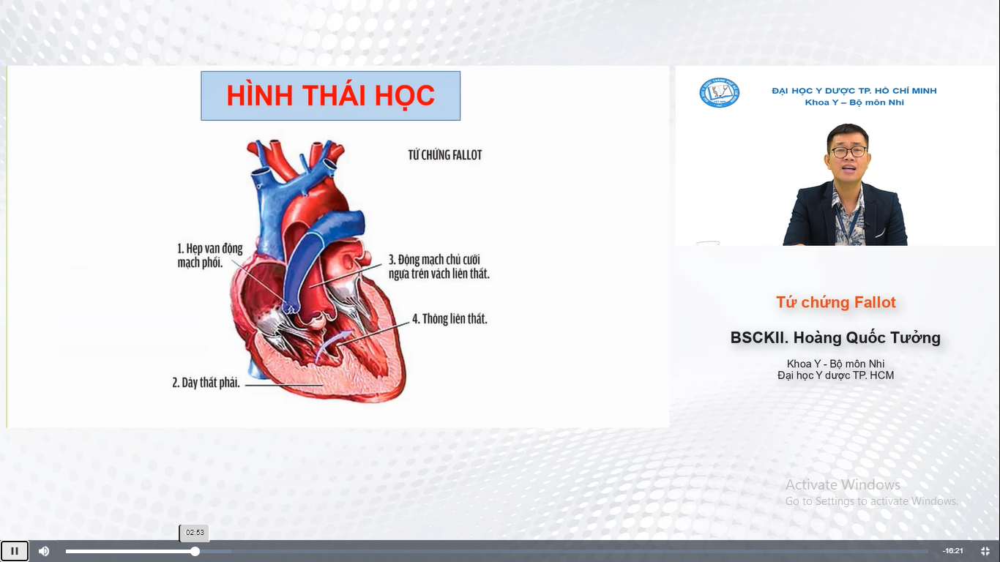 HÌNH THÁI HỌC
TỨ CHỨNG FALLOT
1. Hẹp van động
mạch phổi.
3. Động mạch chủ cưỡi
ngựa trên vách liên thất.
4. Thông liên thất.
2. Dày thất phải.
ĐẠI HỌC Y DƯỢC TP. HỒ CHÍ MINH
Khoa Y – Bộ môn Nhi
Tứ chứng Fallot
BSCKII. Hoàng Quốc Tưởng
Khoa Y - Bộ môn Nhi
Đại học Y dược TP. HCM
Activate Windows
Go to Settings to activate Windows.
02:53
-16:21